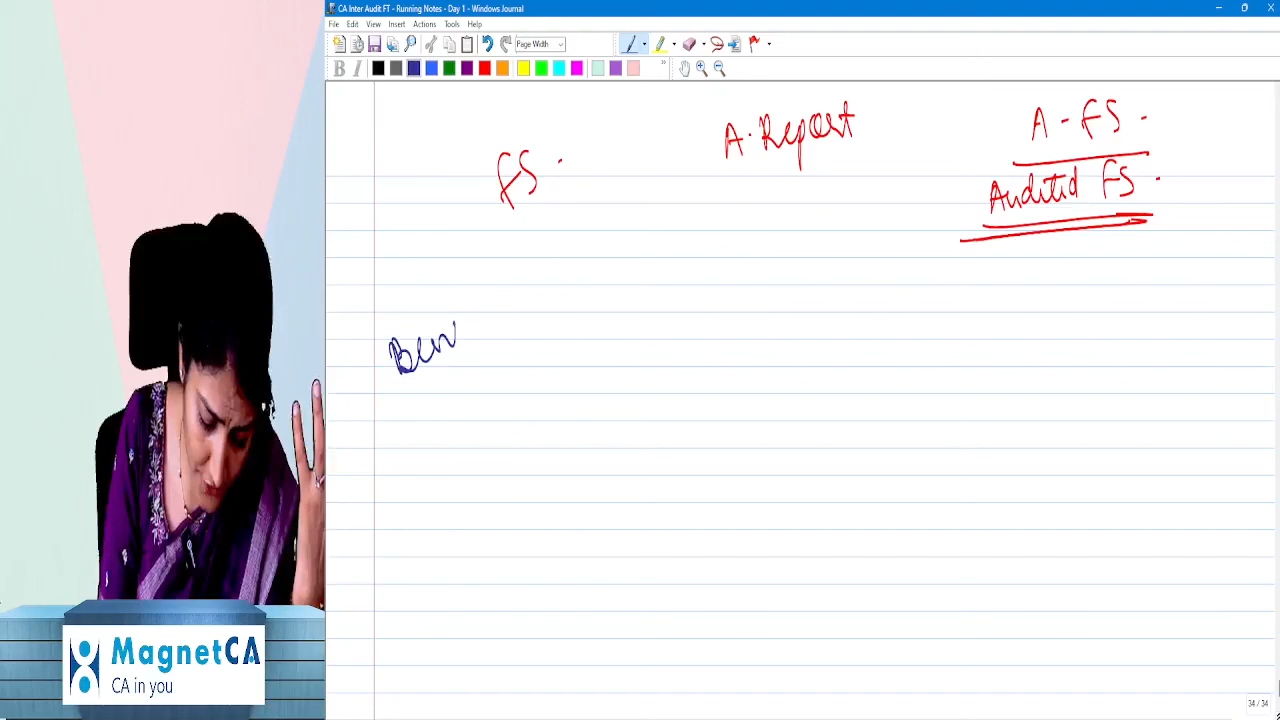 CA Inter Audit FT - Running Notes - Day 1 - Windows Journal
File Edit View Insert Actions Tools Help
Page Width
B I
FS.
A. Report
A - FS.
Audited FS.
Ben
MagnetCA
CA in you
34 / 34